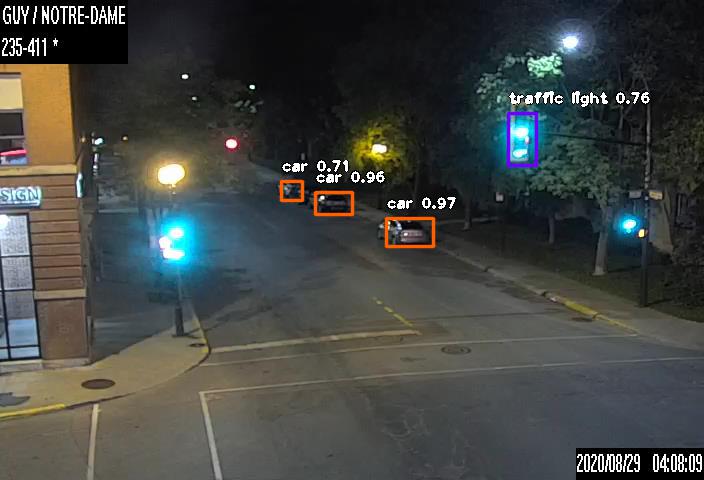 GUY / NOTRE-DAME
235-411 *
traffic light 0.76
car 0.71
car 0.96
car 0.97
SIGN
2020/08/29 04:08:09